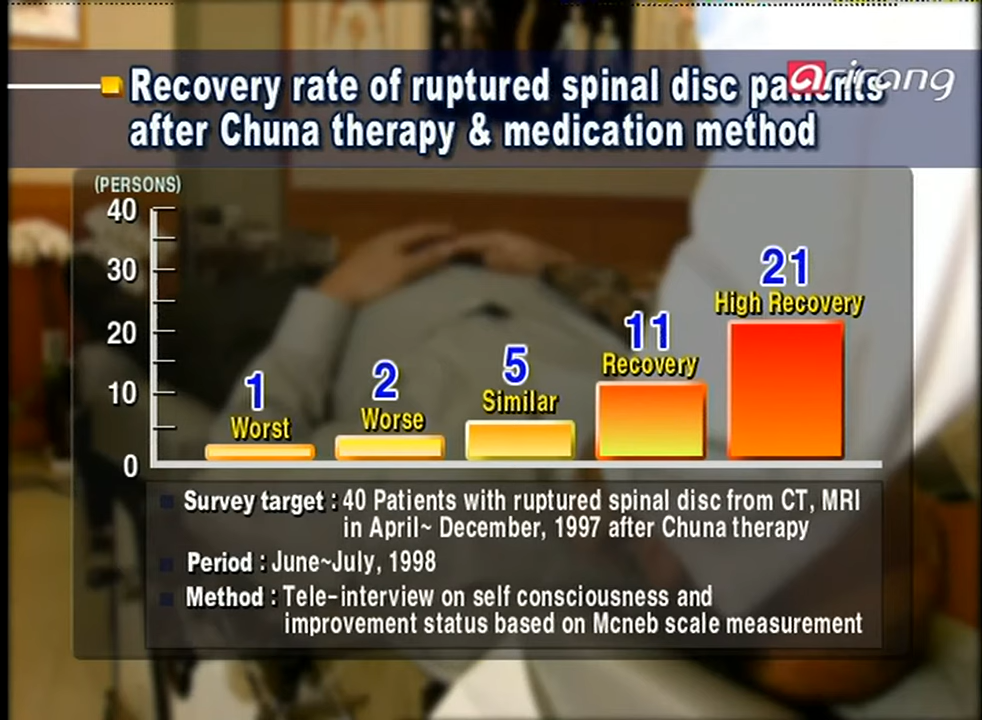 Recovery rate of ruptured spinal disc patients
arirang
after Chuna therapy & medication method
(PERSONS)
40
30
20
10
0
1
Worst
2
Worse
5
Similar
11
Recovery
21
High Recovery
Survey target : 40 Patients with ruptured spinal disc from CT, MRI
in April~ December, 1997 after Chuna therapy
Period : June~July, 1998
Method : Tele-interview on self consciousness and
improvement status based on Mcneb scale measurement